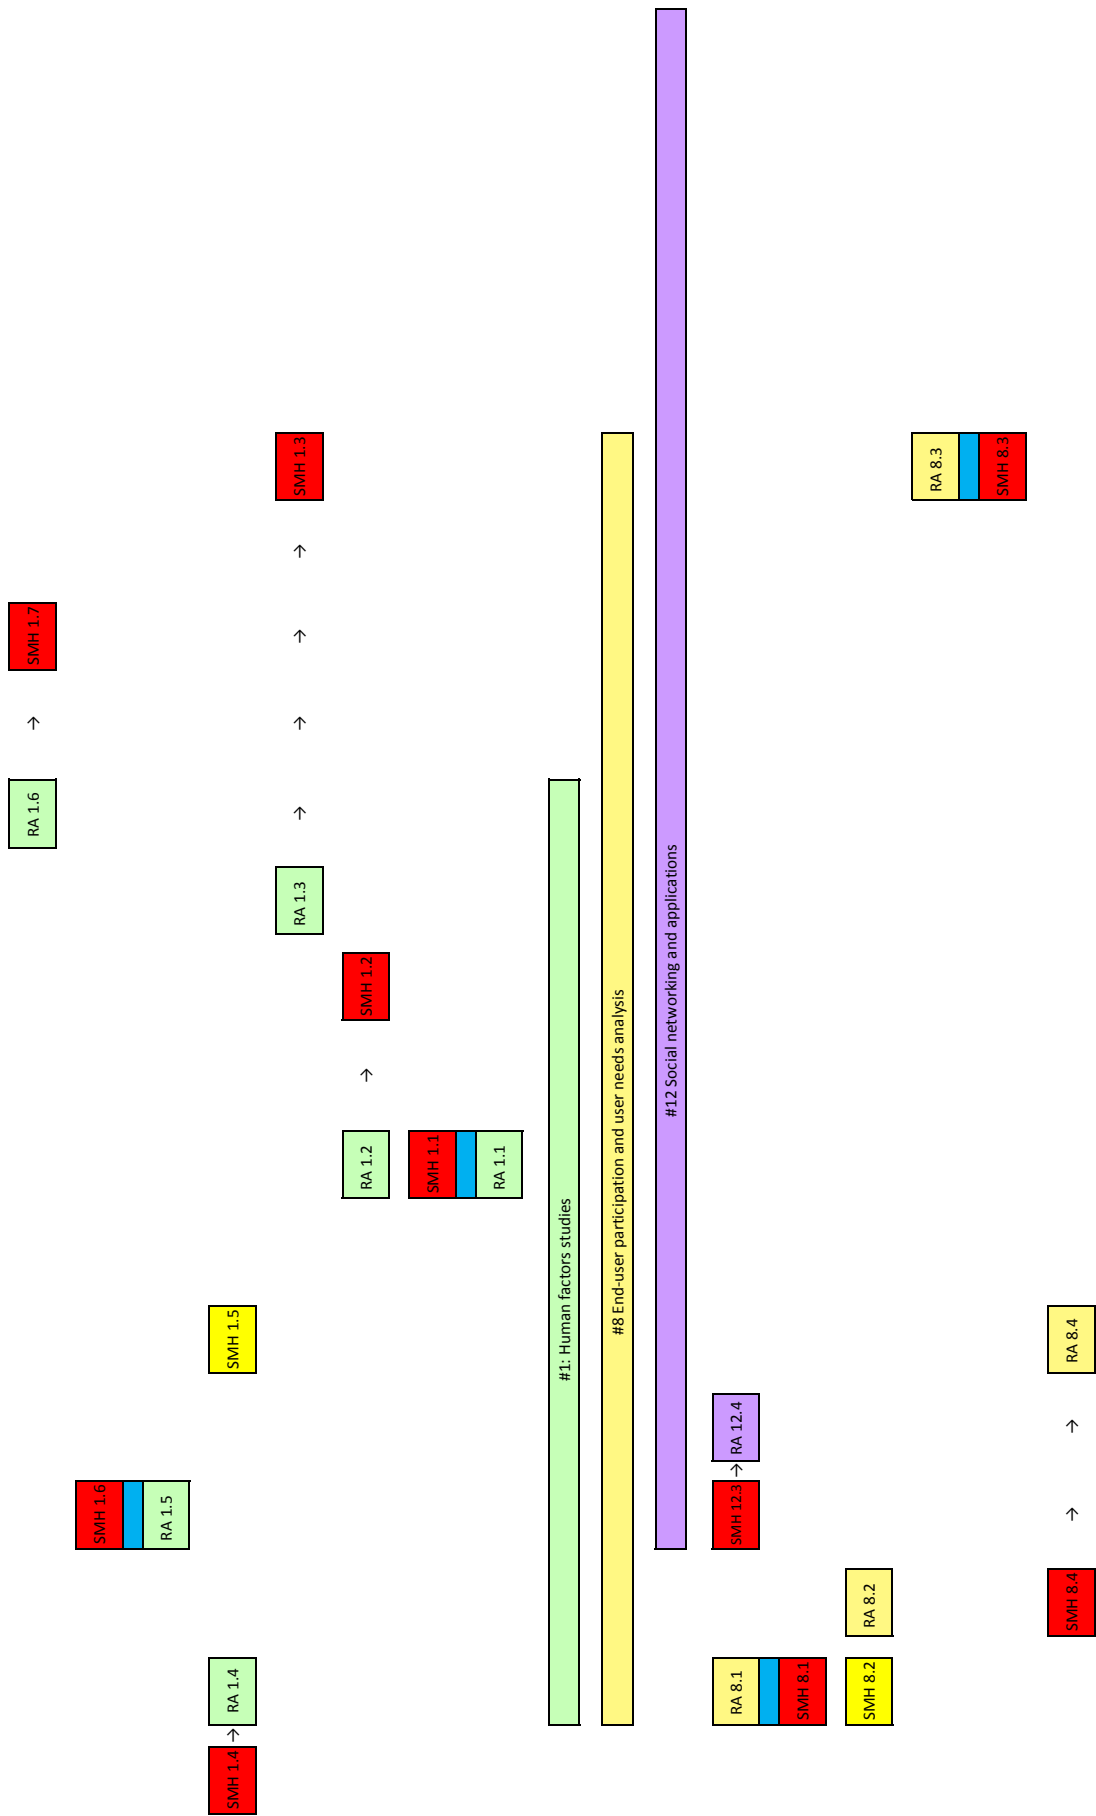 RA 1.6 → SMH 1.7
SMH 1.6
RA 1.5
SMH 1.4 → RA 1.4 SMH 1.5
RA 1.3 → → → → SMH 1.3
RA 1.2 → SMH 1.2
SMH 1.1
RA 1.1
#1: Human factors studies
#8 End-user participation and user needs analysis
#12 Social networking and applications
RA 8.1 SMH 12.3 → RA 12.4
SMH 8.1
SMH 8.2 RA 8.2
RA 8.3
SMH 8.3
SMH 8.4 → → RA 8.4